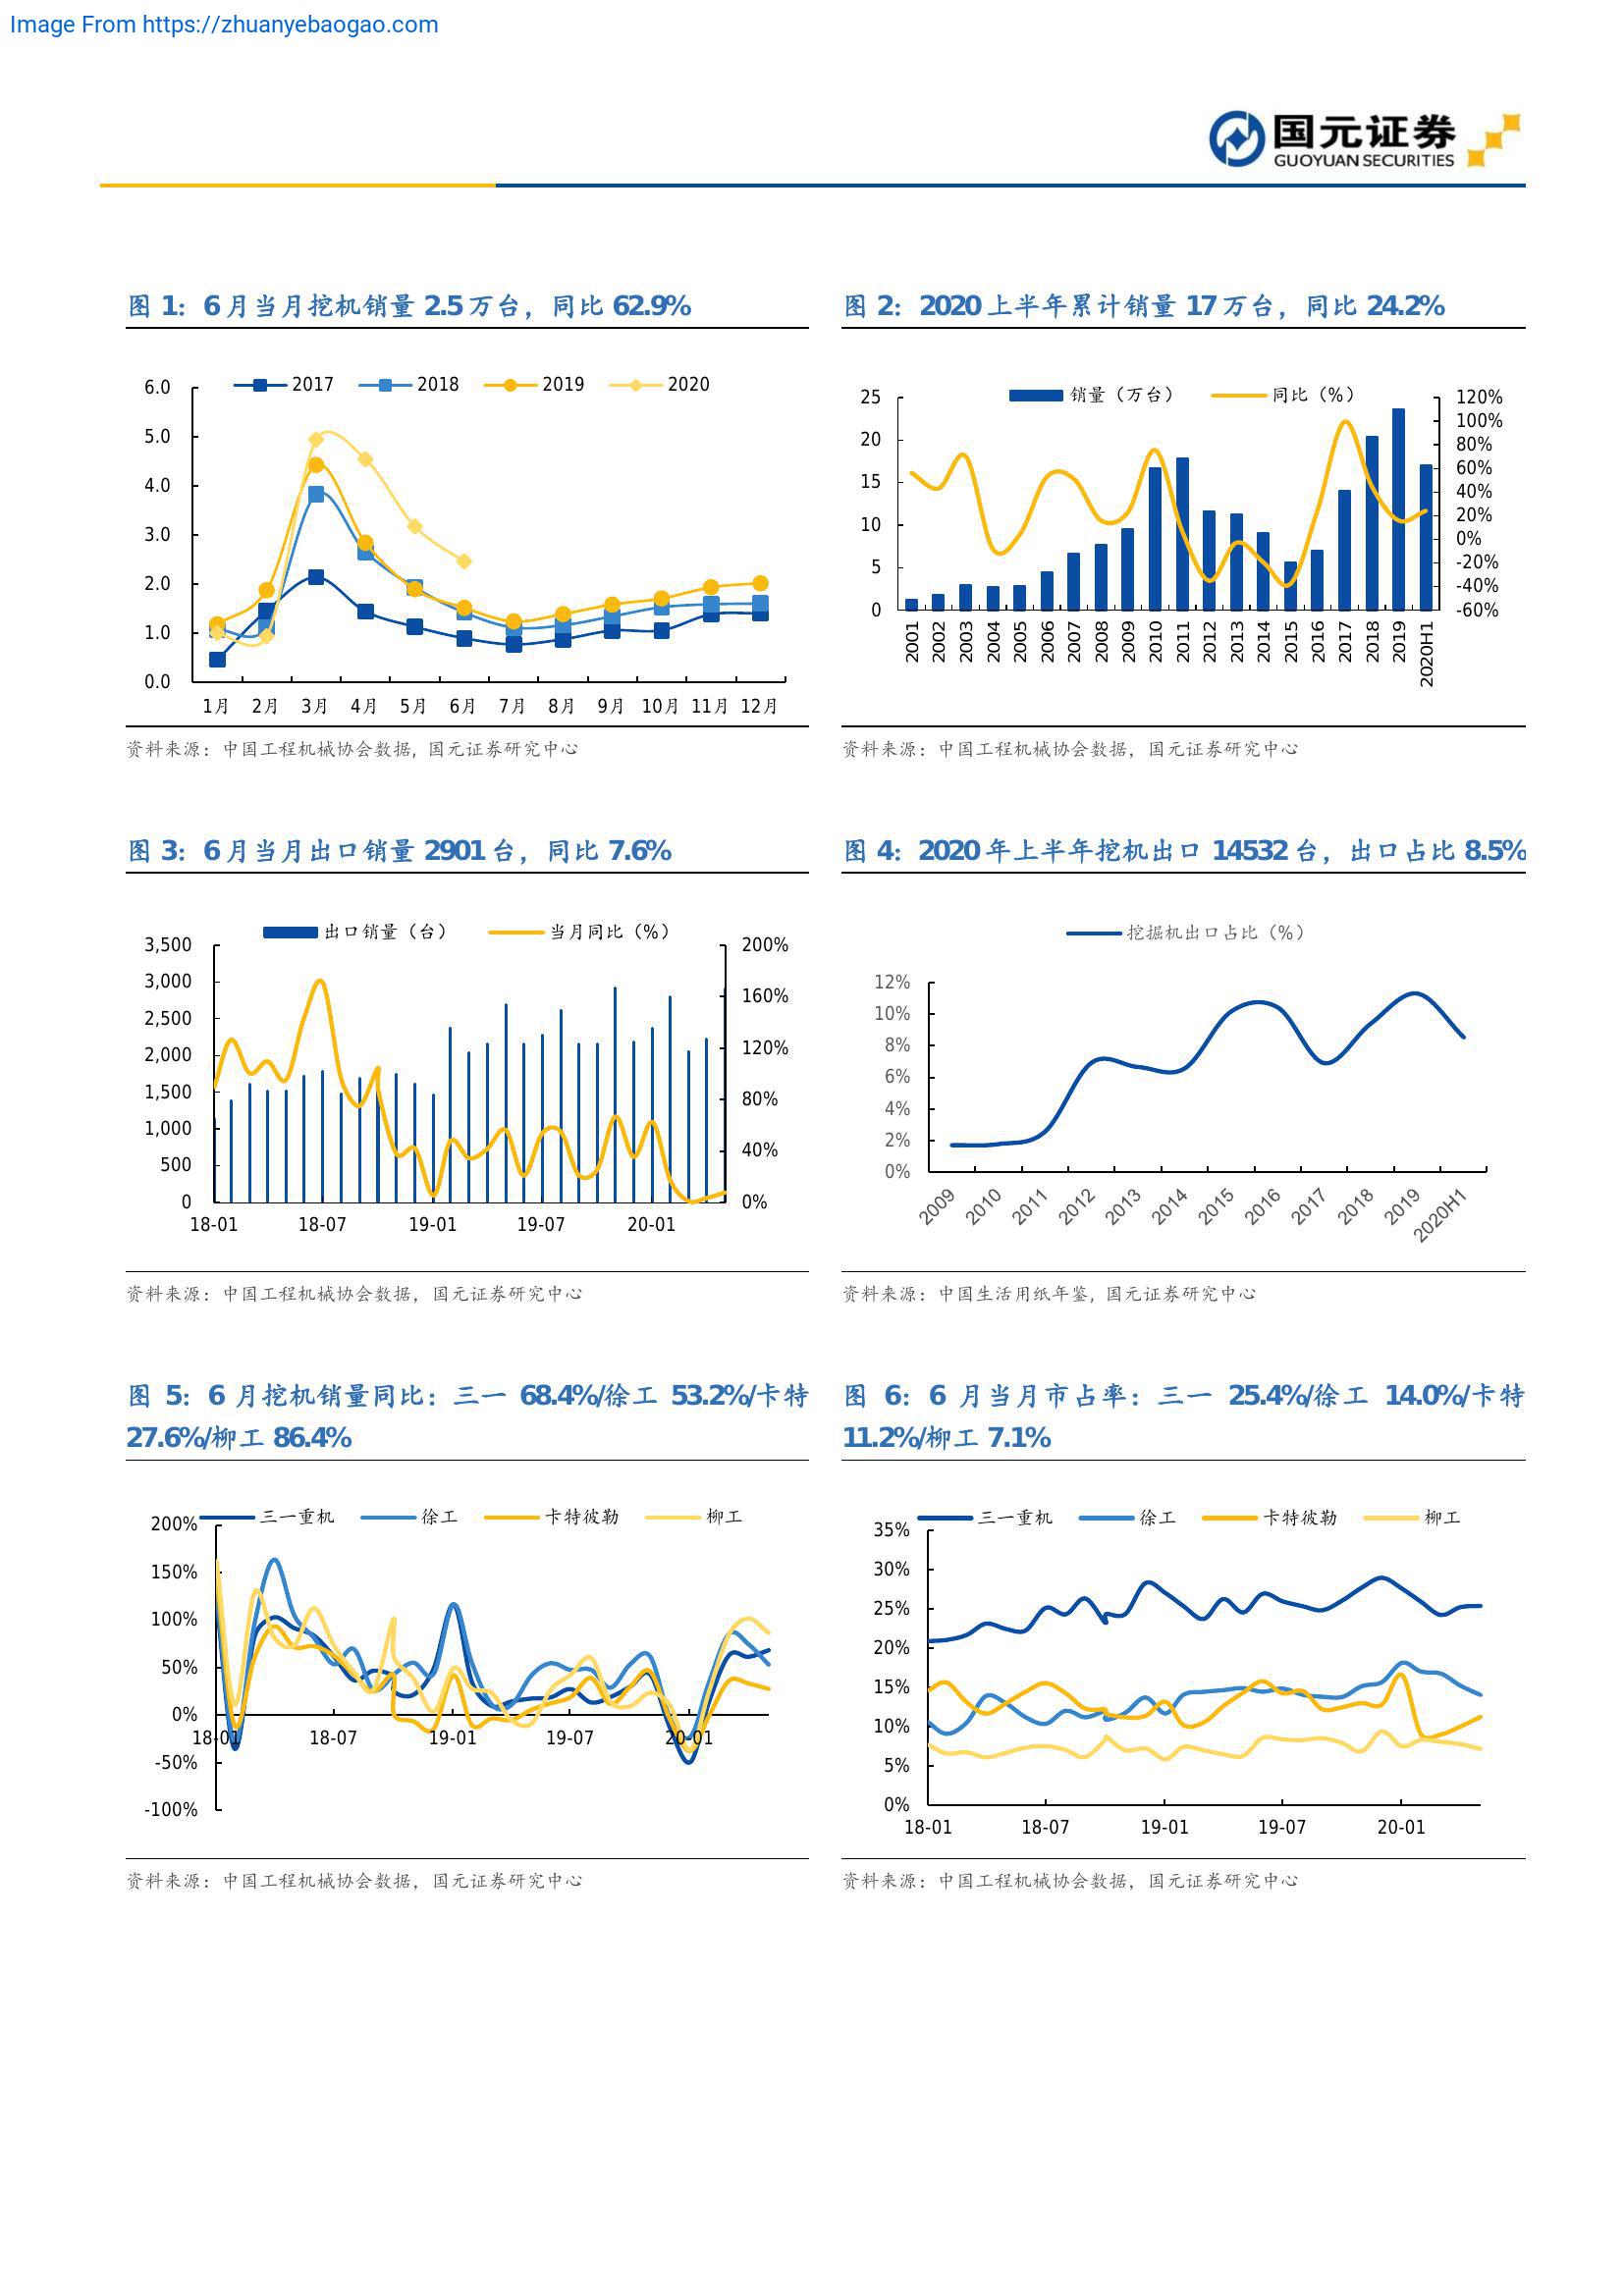 Image From https://zhuanyebaogao.com
国元证券
GUOYUAN SECURITIES
图 1：6 月当月挖机销量 2.5 万台，同比 62.9%
2017 2018 2019 2020
6.0
5.0
4.0
3.0
2.0
1.0
0.0
1月 2月 3月 4月 5月 6月 7月 8月 9月 10月 11月 12月
资料来源：中国工程机械协会数据，国元证券研究中心
图 2：2020 上半年累计销量 17 万台，同比 24.2%
销量（万台） 同比（%）
25 120%
100%
20 80%
15 60%
40%
10 20%
0%
5 -20%
-40%
0 -60%
2001 2002 2003 2004 2005 2006 2007 2008 2009 2010 2011 2012 2013 2014 2015 2016 2017 2018 2019 2020H1
资料来源：中国工程机械协会数据，国元证券研究中心
图 3：6 月当月出口销量 2901 台，同比 7.6%
出口销量（台） 当月同比（%）
3,500 200%
3,000 160%
2,500
2,000 120%
1,500 80%
1,000
500 40%
0 0%
18-01 18-07 19-01 19-07 20-01
资料来源：中国工程机械协会数据，国元证券研究中心
图 4：2020 年上半年挖机出口 14532 台，出口占比 8.5%
挖掘机出口占比（%）
12%
10%
8%
6%
4%
2%
0%
2009 2010 2011 2012 2013 2014 2015 2016 2017 2018 2019 2020H1
资料来源：中国生活用纸年鉴，国元证券研究中心
图 5：6 月挖机销量同比：三一 68.4%/徐工 53.2%/卡特
27.6%/柳工 86.4%
三一重机 徐工 卡特彼勒 柳工
200%
150%
100%
50%
0%
18-01 18-07 19-01 19-07 20-01
-50%
-100%
资料来源：中国工程机械协会数据，国元证券研究中心
图 6：6 月当月市占率：三一 25.4%/徐工 14.0%/卡特
11.2%/柳工 7.1%
三一重机 徐工 卡特彼勒 柳工
35%
30%
25%
20%
15%
10%
5%
0%
18-01 18-07 19-01 19-07 20-01
资料来源：中国工程机械协会数据，国元证券研究中心